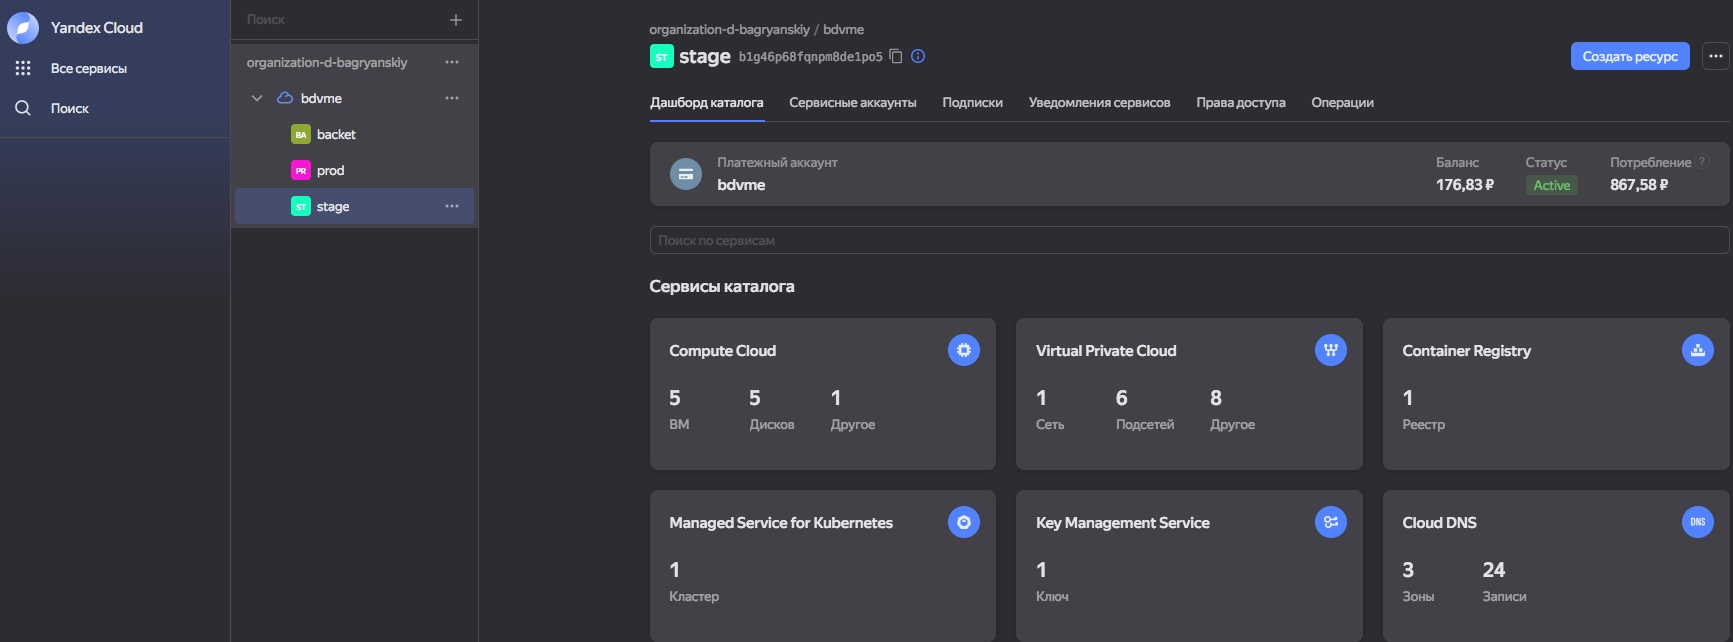 Yandex Cloud
Все сервисы
Поиск
Поиск
organization-d-bagryanskiy
bdvme
BA backet
PR prod
ST stage
organization-d-bagryanskiy / bdvme
ST stage b1g46p68fqnpm8de1po5
Создать ресурс
Дашборд каталога Сервисные аккаунты Подписки Уведомления сервисов Права доступа Операции
Платежный аккаунт
bdvme
Баланс Статус Потребление ?
176,83 ₽ Active 867,58 ₽
Поиск по сервисам
Сервисы каталога
Compute Cloud
5 5 1
ВМ Дисков Другое
Virtual Private Cloud
1 6 8
Сеть Подсетей Другое
Container Registry
1
Реестр
Managed Service for Kubernetes
1
Кластер
Key Management Service
1
Ключ
Cloud DNS
DNS
3 24
Зоны Записи